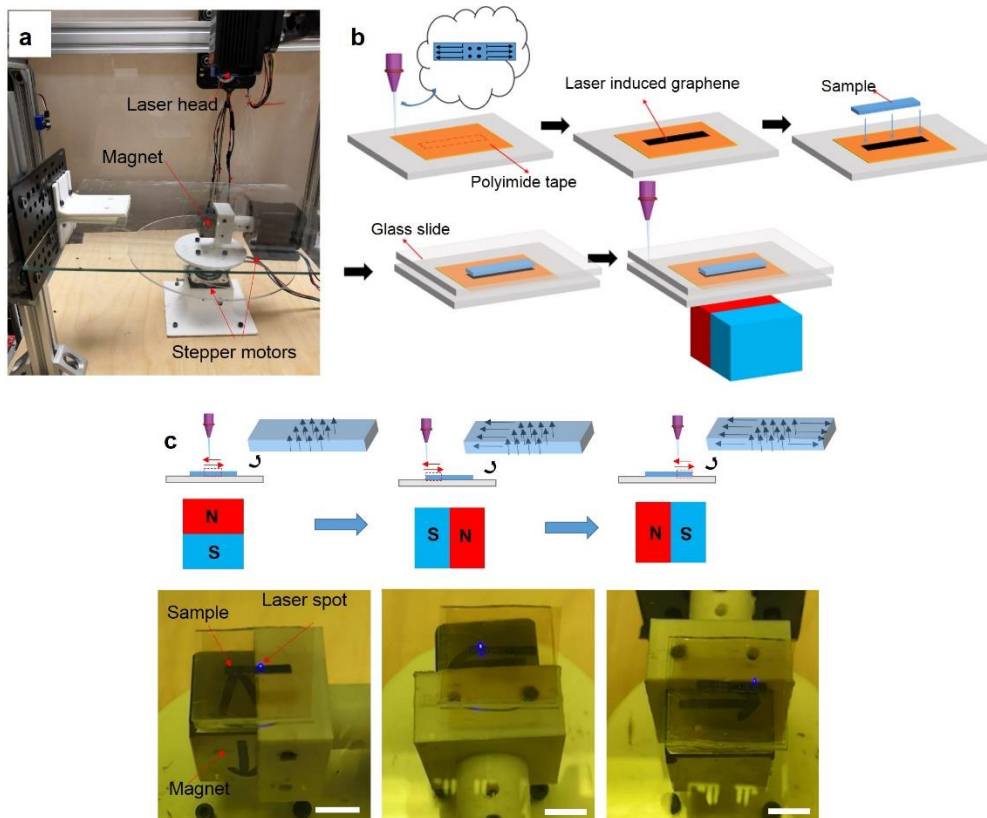 a
Laser head
Magnet
Stepper motors
b
Laser induced graphene
Sample
Polyimide tape
Glass slide
c
N
S
S N
N S
Sample
Laser spot
Magnet